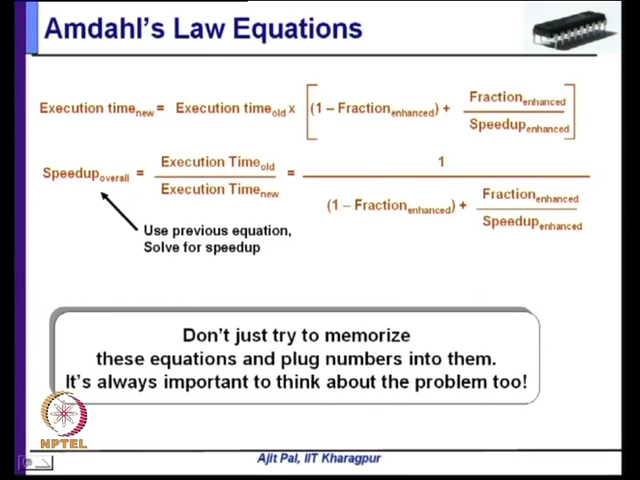 Amdahl's Law Equations
Execution time_new = Execution time_old x [(1 – Fraction_enhanced) + Fraction_enhanced / Speedup_enhanced]
Speedup_overall = Execution Time_old / Execution Time_new = 1 / ((1 – Fraction_enhanced) + Fraction_enhanced / Speedup_enhanced)
Use previous equation,
Solve for speedup
Don't just try to memorize
these equations and plug numbers into them.
It's always important to think about the problem too!
NPTEL
Ajit Pal, IIT Kharagpur